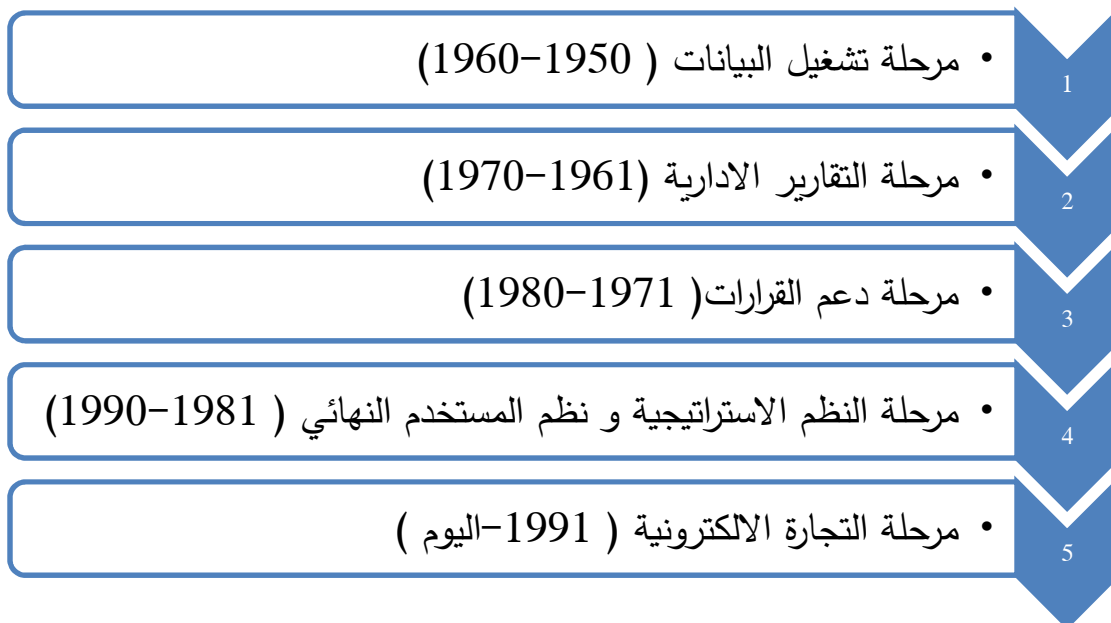 • مرحلة تشغيل البيانات ( 1950-1960)
1
• مرحلة التقارير الادارية (1961-1970)
2
• مرحلة دعم القرارات( 1971-1980)
3
• مرحلة النظم الاستراتيجية و نظم المستخدم النهائي ( 1981-1990)
4
• مرحلة التجارة الالكترونية ( 1991-اليوم )
5